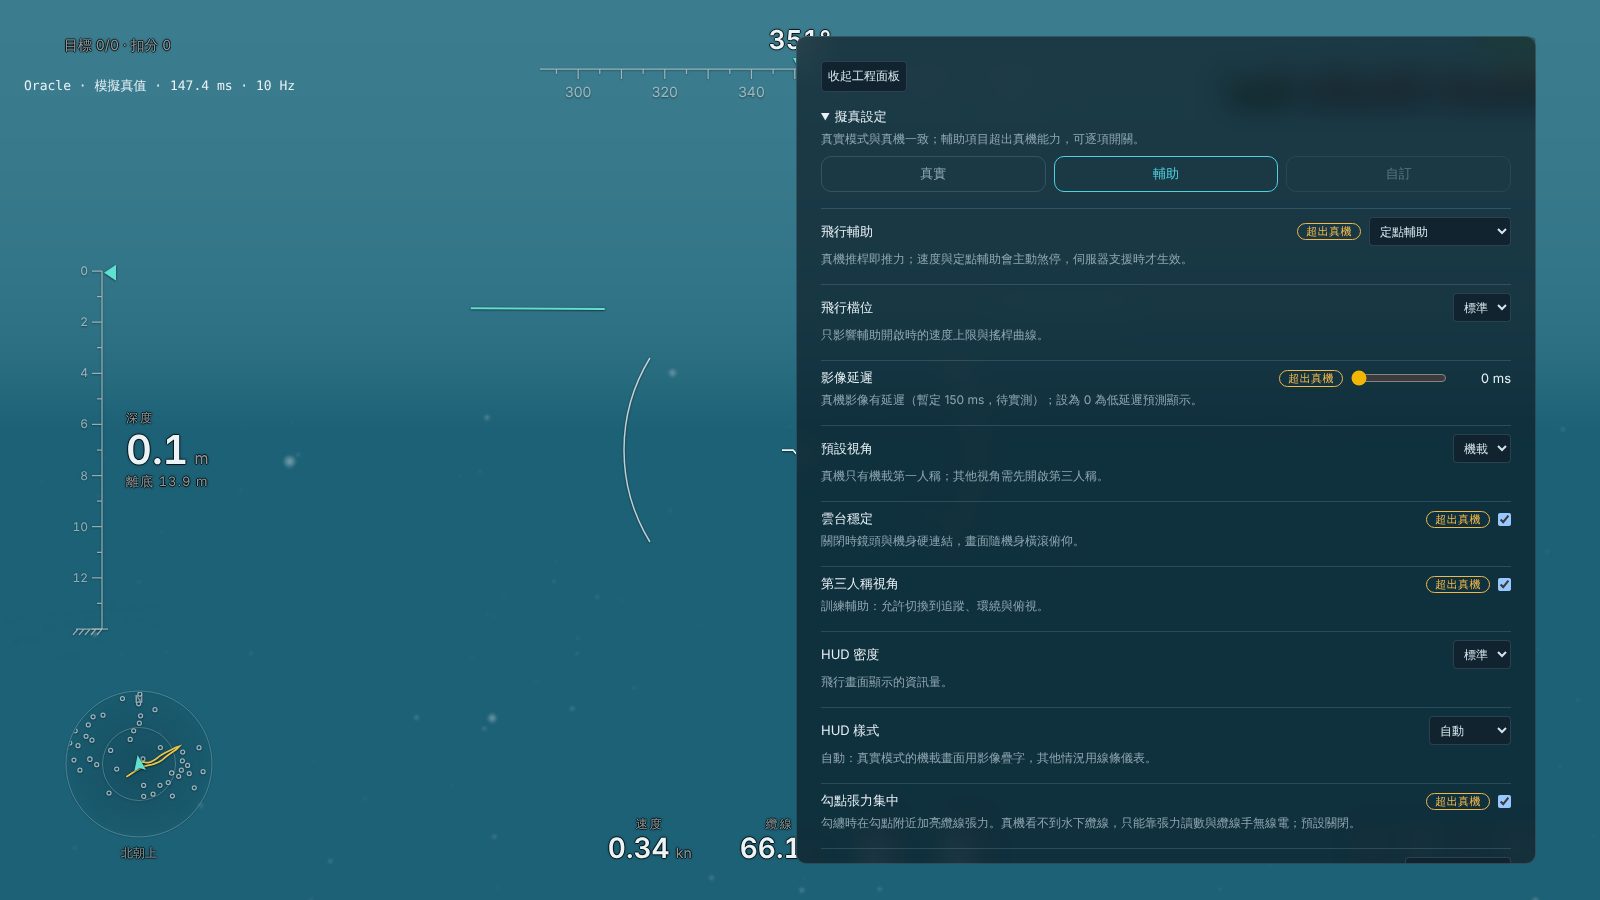 目標 0/0 · 扣分 0
Oracle · 模擬真值 · 147.4 ms · 10 Hz
351°
300 320 340
0
2
4
6
8
10
12
深度
0.1 m
離底 13.9 m
N
北朝上
速度
0.34 kn
纜線
66.1
收起工程面板
▼ 擬真設定
真實模式與真機一致；輔助項目超出真機能力，可逐項開關。
真實 輔助 自訂
飛行輔助 超出真機 定點輔助
真機推桿即推力；速度與定點輔助會主動煞停，伺服器支援時才生效。
飛行檔位 標準
只影響輔助開啟時的速度上限與搖桿曲線。
影像延遲 超出真機 0 ms
真機影像有延遲（暫定 150 ms，待實測）；設為 0 為低延遲預測顯示。
預設視角 機載
真機只有機載第一人稱；其他視角需先開啟第三人稱。
雲台穩定 超出真機
關閉時鏡頭與機身硬連結，畫面隨機身橫滾俯仰。
第三人稱視角 超出真機
訓練輔助：允許切換到追蹤、環繞與俯視。
HUD 密度 標準
飛行畫面顯示的資訊量。
HUD 樣式 自動
自動：真實模式的機載畫面用影像疊字，其他情況用線條儀表。
勾點張力集中 超出真機
勾纏時在勾點附近加亮纜線張力。真機看不到水下纜線，只能靠張力讀數與纜線手無線電；預設關閉。